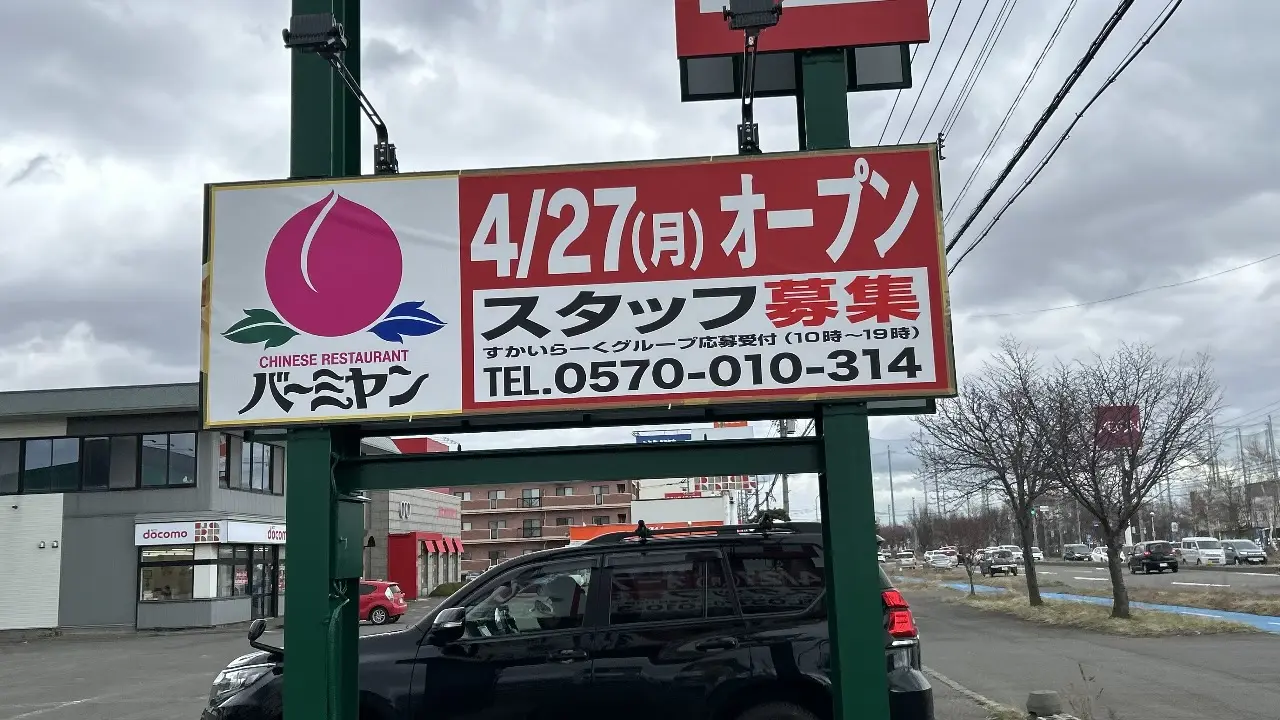 CHINESE RESTAURANT
バーミヤン
4/27(月)オープン
スタッフ募集
すかいらーくグループ応募受付(10時～19時)
TEL.0570-010-314
döcomo
döcomo